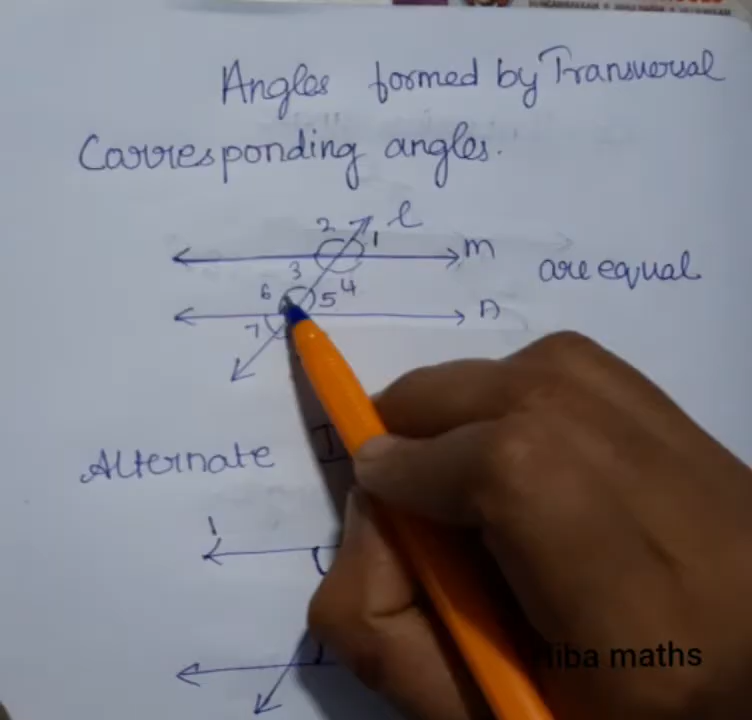 Angles formed by Transversal
Corresponding angles.
2 l
1
m
3
are equal
6 5 4
n
7
Alternate
1
iba maths